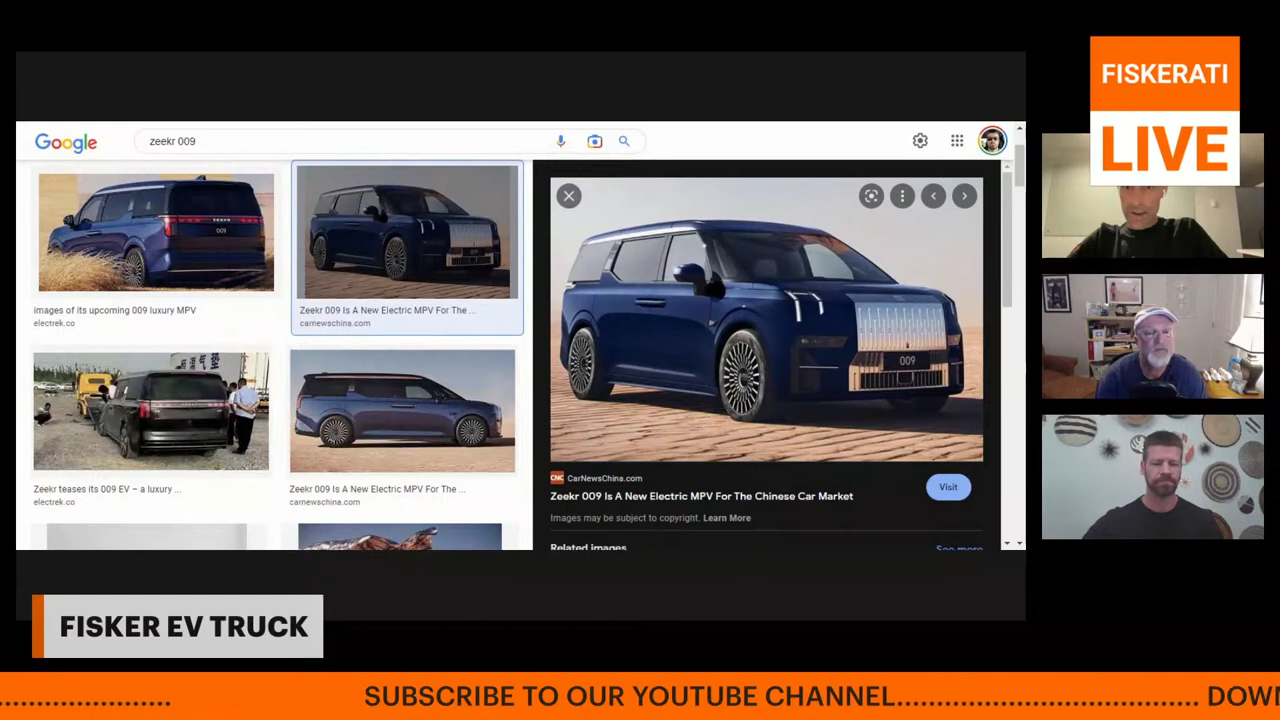 FISKERATI
LIVE
Google
zeekr 009
009
images of its upcoming 009 luxury MPV
electrek.co
Zeekr 009 Is A New Electric MPV For The ...
carnewschina.com
Zeekr teases its 009 EV – a luxury ...
electrek.co
Zeekr 009 Is A New Electric MPV For The ...
carnewschina.com
009
CNC CarNewsChina.com
Zeekr 009 Is A New Electric MPV For The Chinese Car Market
Visit
Images may be subject to copyright. Learn More
Related images
See more
FISKER EV TRUCK
SUBSCRIBE TO OUR YOUTUBE CHANNEL
DOW